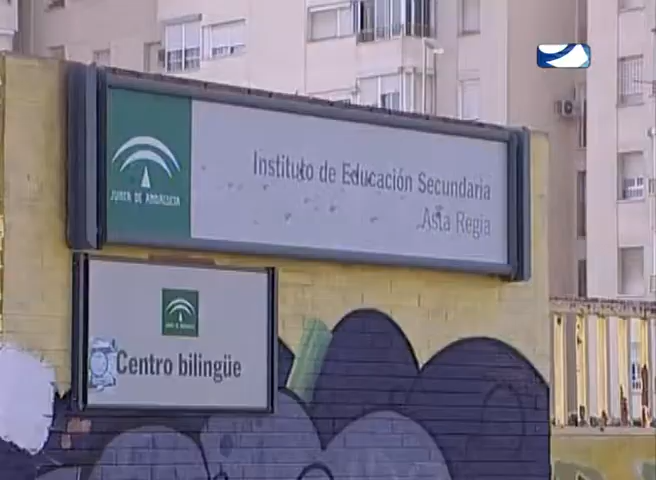 JUNTA DE ANDALUCIA
Instituto de Educación Secundaria
Asta Regia
Centro bilingüe